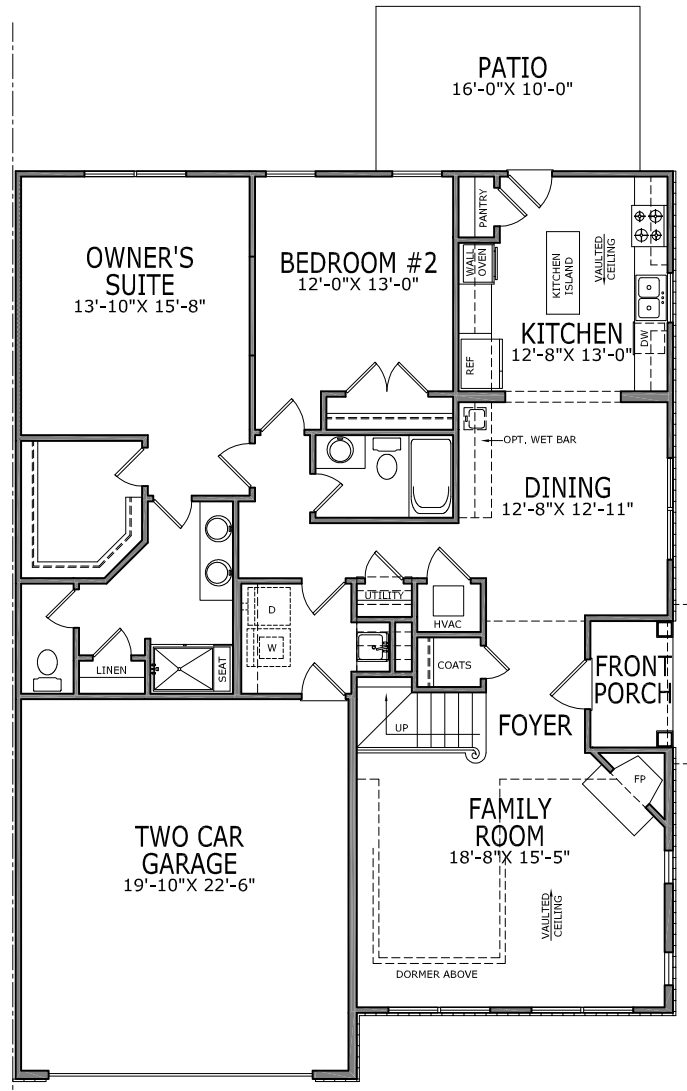 PATIO
16'-0"X 10'-0"
OWNER'S
SUITE
13'-10"X 15'-8"
BEDROOM #2
12'-0"X 13'-0"
PANTRY
WALL
OVEN
KITCHEN
ISLAND
VAULTED
CEILING
KITCHEN
12'-8"X 13'-0"
REF
DW
OPT. WET BAR
DINING
12'-8"X 12'-11"
UTILITY
HVAC
D
W
LINEN
SEAT
COATS
FRONT
PORCH
UP
FOYER
FP
FAMILY
ROOM
18'-8"X 15'-5"
TWO CAR
GARAGE
19'-10"X 22'-6"
VAULTED
CEILING
DORMER ABOVE